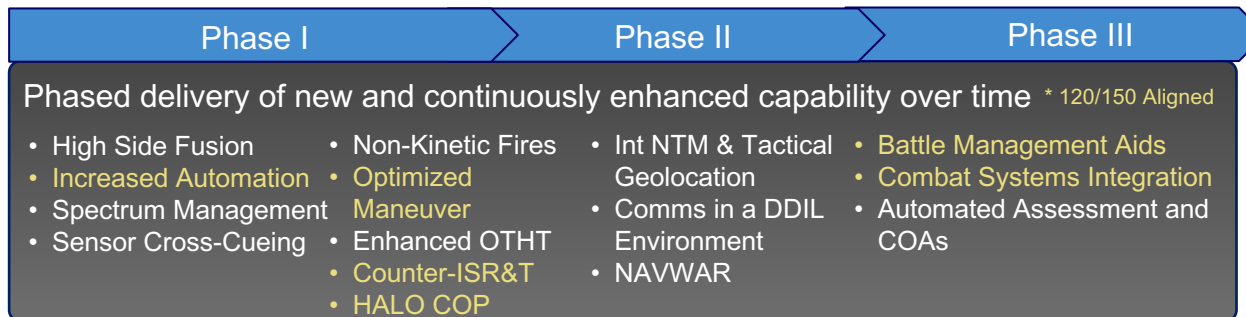 Phase I
Phase II
Phase III
Phased delivery of new and continuously enhanced capability over time * 120/150 Aligned
• High Side Fusion
• Increased Automation
• Spectrum Management
• Sensor Cross-Cueing
• Non-Kinetic Fires
• Optimized
Maneuver
• Enhanced OTHT
• Counter-ISR&T
• HALO COP
• Int NTM & Tactical
Geolocation
• Comms in a DDIL
Environment
• NAVWAR
• Battle Management Aids
• Combat Systems Integration
• Automated Assessment and
COAs